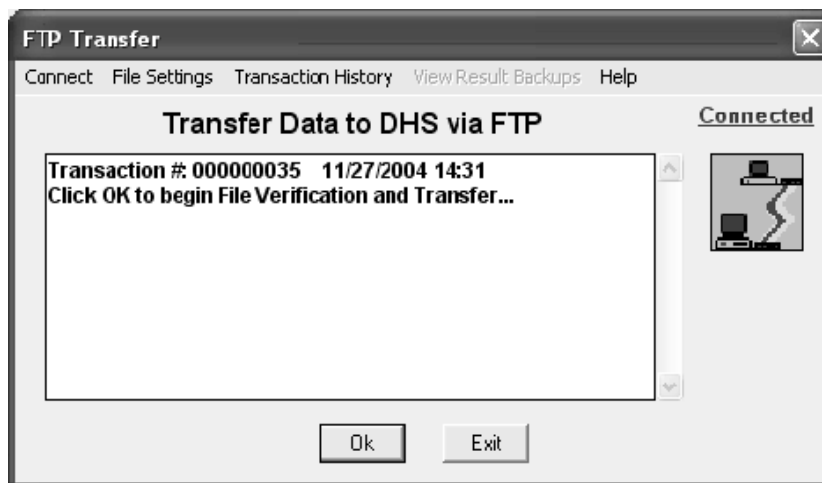 FTP Transfer
Connect File Settings Transaction History View Result Backups Help
Transfer Data to DHS via FTP
Connected
Transaction #: 000000035 11/27/2004 14:31
Click OK to begin File Verification and Transfer...
Ok Exit